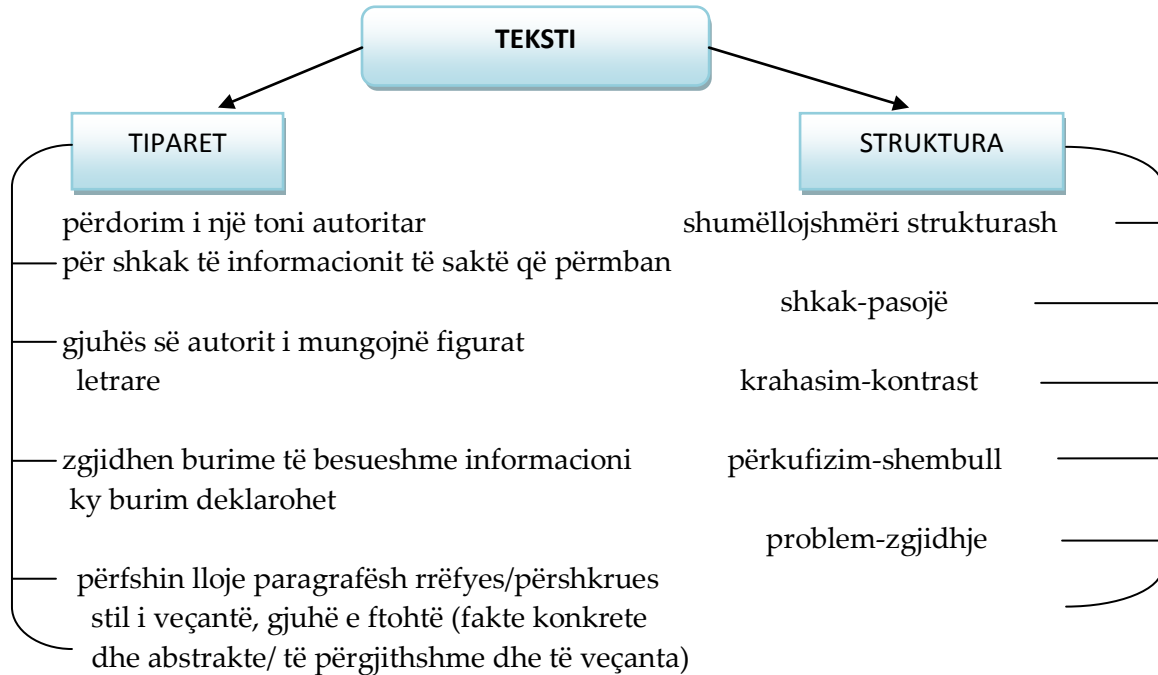 TEKSTI
TIPARET
përdorim i një toni autoritar
për shkak të informacionit të saktë që përmban
gjuhës së autorit i mungojnë figurat
letrare
zgjidhen burime të besueshme informacioni
ky burim deklarohet
përfshin lloje paragrafësh rrëfyes/përshkrues
stil i veçantë, gjuhë e ftohtë (fakte konkrete
dhe abstrakte/ të përgjithshme dhe të veçanta)
STRUKTURA
shumëllojshmëri strukturash
shkak-pasojë
krahasim-kontrast
përkufizim-shembull
problem-zgjidhje